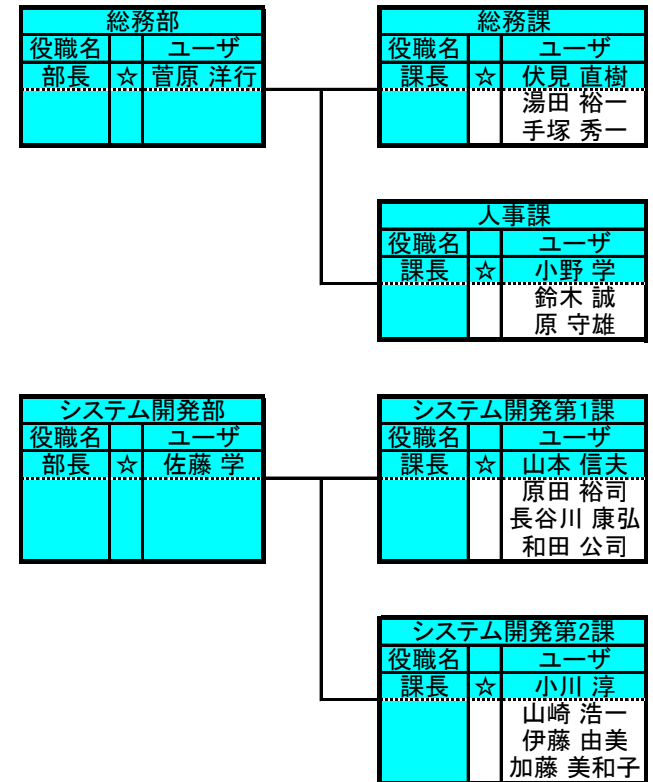 総務部
役職名 ユーザ
部長 ☆ 菅原 洋行
総務課
役職名 ユーザ
課長 ☆ 伏見 直樹
湯田 裕一
手塚 秀一
人事課
役職名 ユーザ
課長 ☆ 小野 学
鈴木 誠
原 守雄
システム開発部
役職名 ユーザ
部長 ☆ 佐藤 学
システム開発第1課
役職名 ユーザ
課長 ☆ 山本 信夫
原田 裕司
長谷川 康弘
和田 公司
システム開発第2課
役職名 ユーザ
課長 ☆ 小川 淳
山崎 浩一
伊藤 由美
加藤 美和子